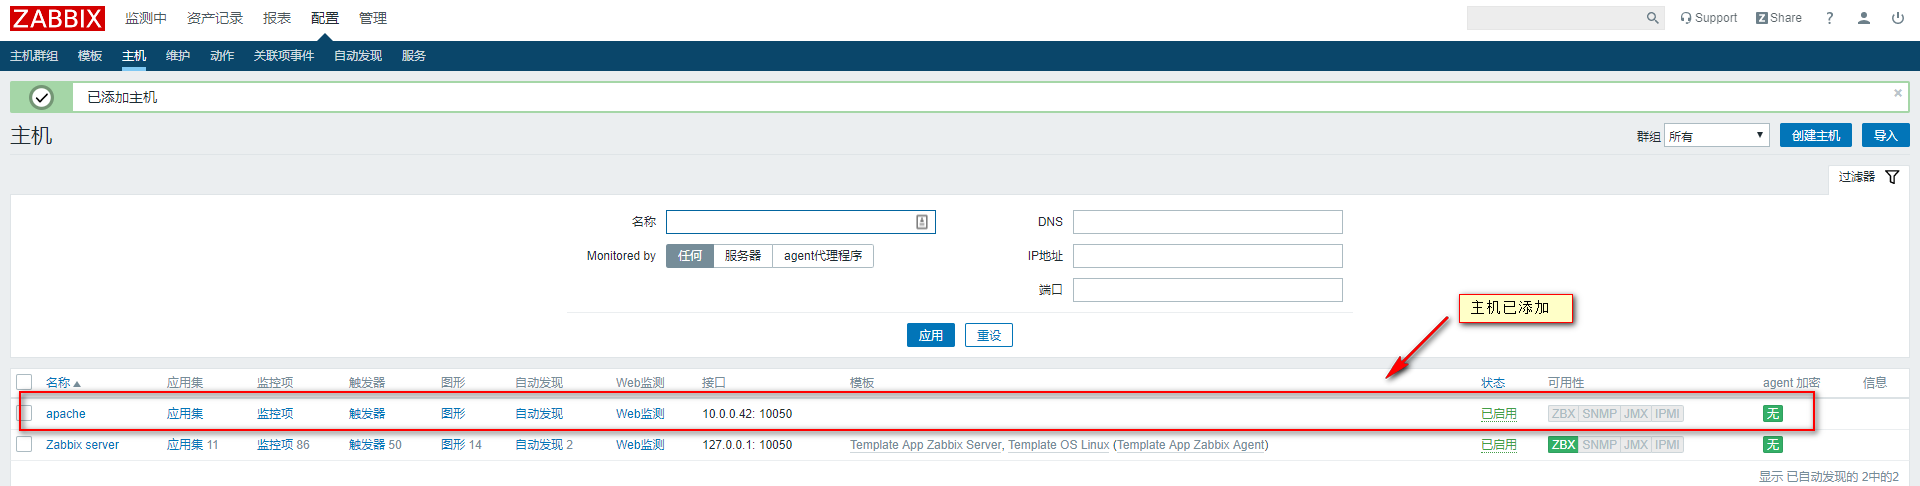 ZABBIX 监测中 资产记录 报表 配置 管理 Support Z Share ?
主机群组 模板 主机 维护 动作 关联项事件 自动发现 服务
已添加主机 ×
主机 群组 所有 创建主机 导入
过滤器
名称 DNS
Monitored by 任何 服务器 agent代理程序 IP地址
端口
主机已添加
应用 重设
名称 应用集 监控项 触发器 图形 自动发现 Web监测 接口 模板 状态 可用性 agent 加密 信息
apache 应用集 监控项 触发器 图形 自动发现 Web监测 10.0.0.42: 10050 已启用 ZBX SNMP JMX IPMI 无
Zabbix server 应用集 11 监控项 86 触发器 50 图形 14 自动发现 2 Web监测 127.0.0.1: 10050 Template App Zabbix Server, Template OS Linux (Template App Zabbix Agent) 已启用 ZBX SNMP JMX IPMI 无
显示 已自动发现的 2中的2